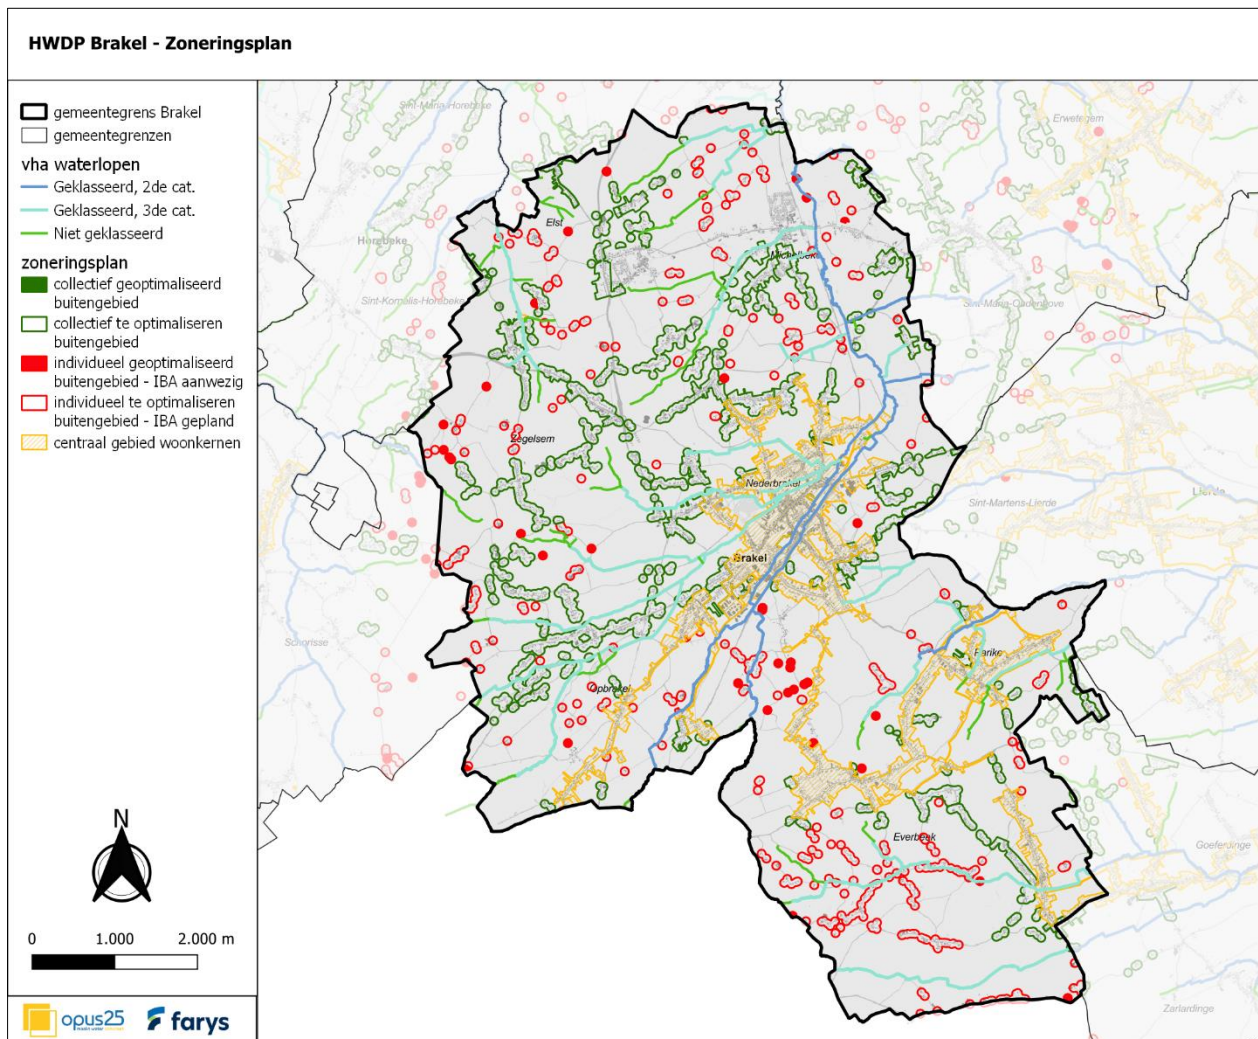 HWDP Brakel - Zoneringsplan
gemeentegrens Brakel
gemeentegrenzen
vha waterlopen
Geklasseerd, 2de cat.
Geklasseerd, 3de cat.
Niet geklasseerd
zoneringsplan
collectief geoptimaliseerd
buitengebied
collectief te optimaliseren
buitengebied
individueel geoptimaliseerd
buitengebied - IBA aanwezig
individueel te optimaliseren
buitengebied - IBA gepland
centraal gebied woonkernen
N
0 1.000 2.000 m
opus25
farys
Sint-Maria-Horebeke
Erwetegem
Elst
Horebeke
Michelbeke
Sint-Kornelis-Horebeke
Sint-Maria-Oudenhove
Zegelsem
Nederbrakel
Lierde
Sint-Martens-Lierde
Brakel
Schorisse
Parike
Opbrakel
Everbeek
Goeferdinge
Zarlardinge